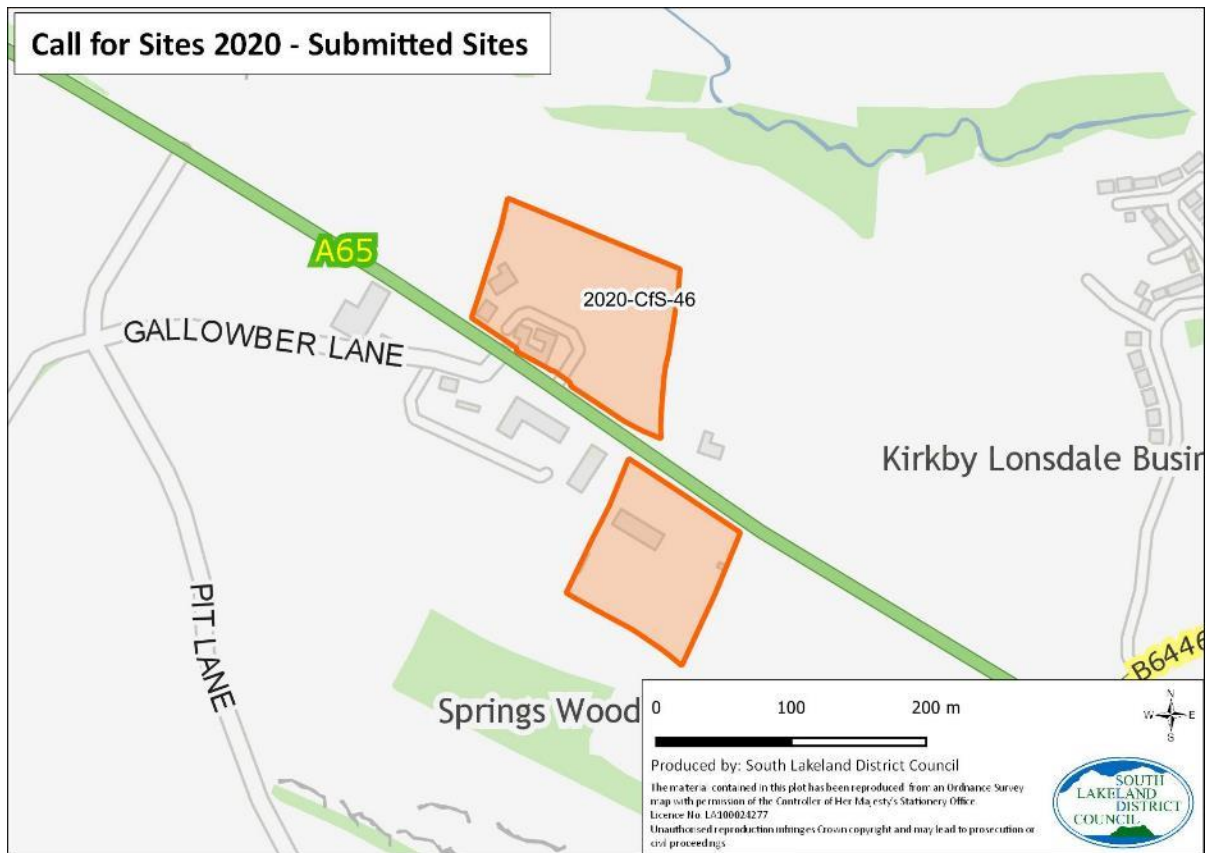 Call for Sites 2020 - Submitted Sites
A65
2020-CfS-46
GALLOWBER LANE
Kirkby Lonsdale Busir
PIT LANE
B6446
Springs Wood
0 100 200 m
N
W E
S
Produced by: South Lakeland District Council
The material contained in this plot has been reproduced from an Ordnance Survey
map with permission of the Controller of Her Majesty's Stationery Office.
Licence No. LA100024277
Unauthorised reproduction infringes Crown copyright and may lead to prosecution or
civil proceedings
SOUTH
LAKELAND
DISTRICT
COUNCIL